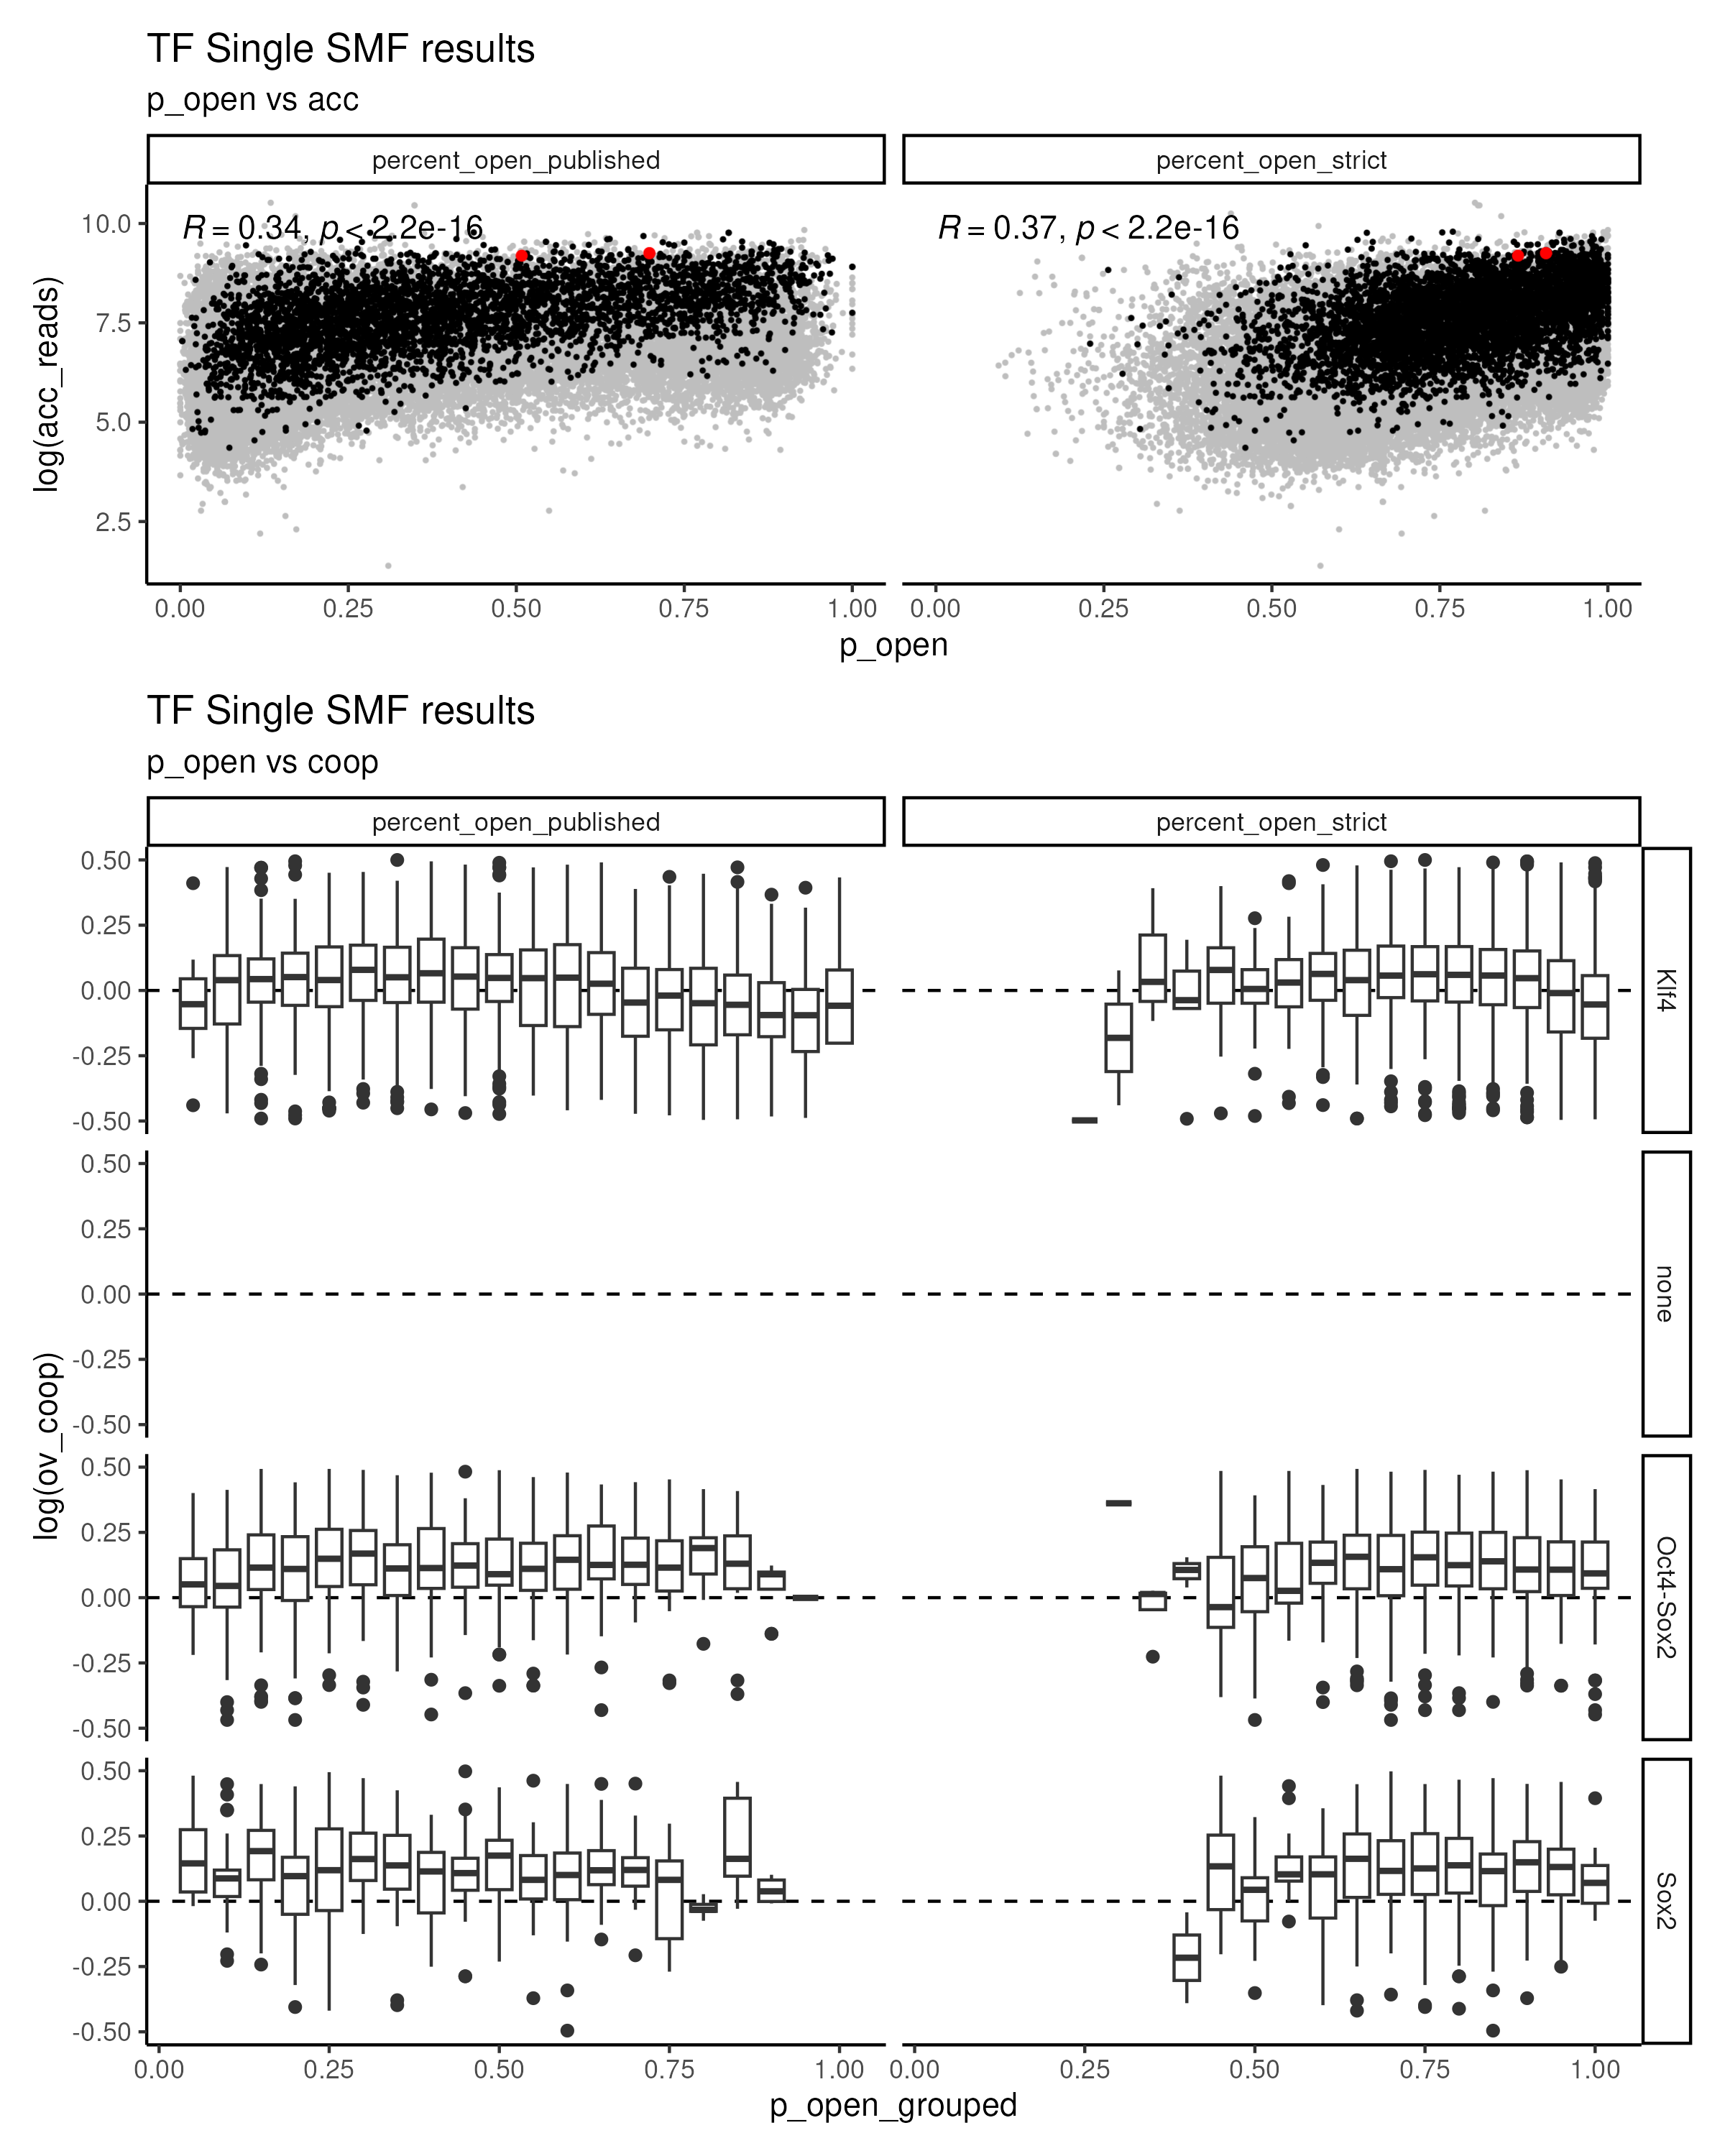 TF Single SMF results
p_open vs acc
percent_open_published percent_open_strict
R = 0.34, p < 2.2e-16 R = 0.37, p < 2.2e-16
10.0
7.5
5.0
2.5
log(acc_reads)
0.00 0.25 0.50 0.75 1.00 0.00 0.25 0.50 0.75 1.00
p_open
TF Single SMF results
p_open vs coop
percent_open_published percent_open_strict
0.50
0.25
0.00
-0.25
-0.50
Klf4
0.50
0.25
0.00
-0.25
-0.50
none
log(ov_coop)
0.50
0.25
0.00
-0.25
-0.50
Oct4-Sox2
0.50
0.25
0.00
-0.25
-0.50
Sox2
0.00 0.25 0.50 0.75 1.00 0.00 0.25 0.50 0.75 1.00
p_open_grouped